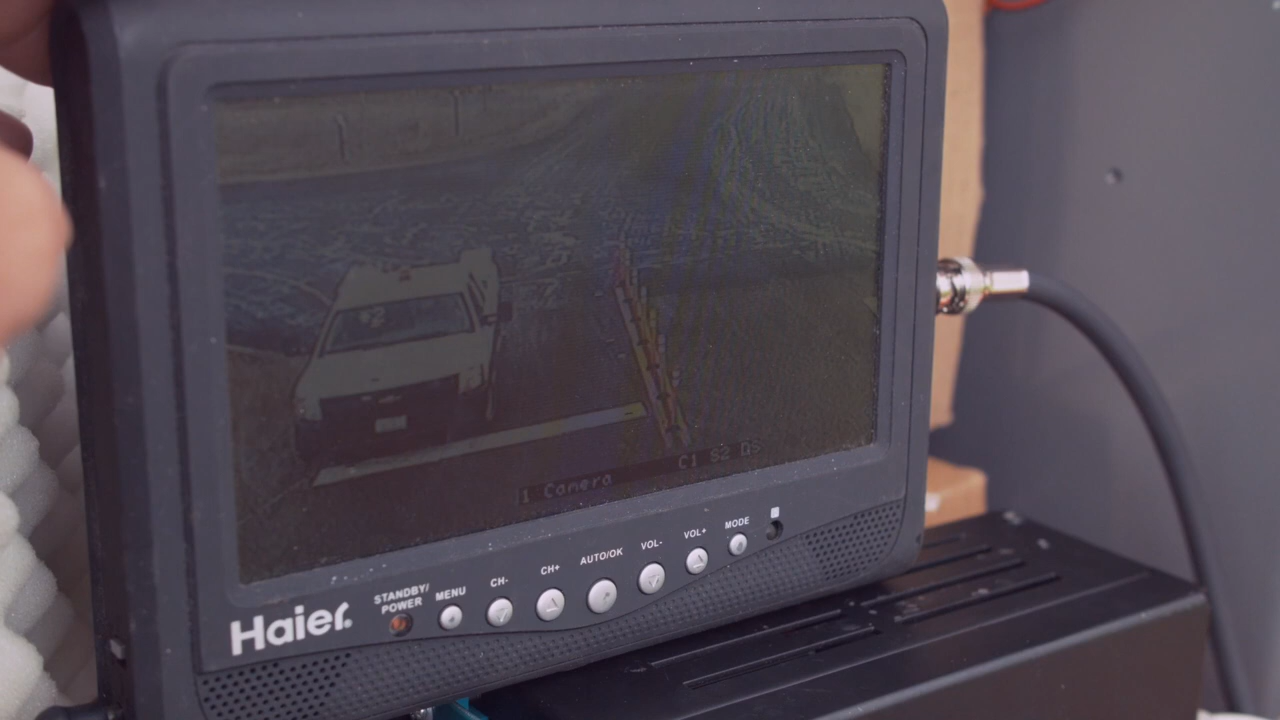 1 Camera
C1 S2 DS
Haier
STANDBY/
POWER
MENU
CH-
CH+
AUTO/OK
VOL-
VOL+
MODE